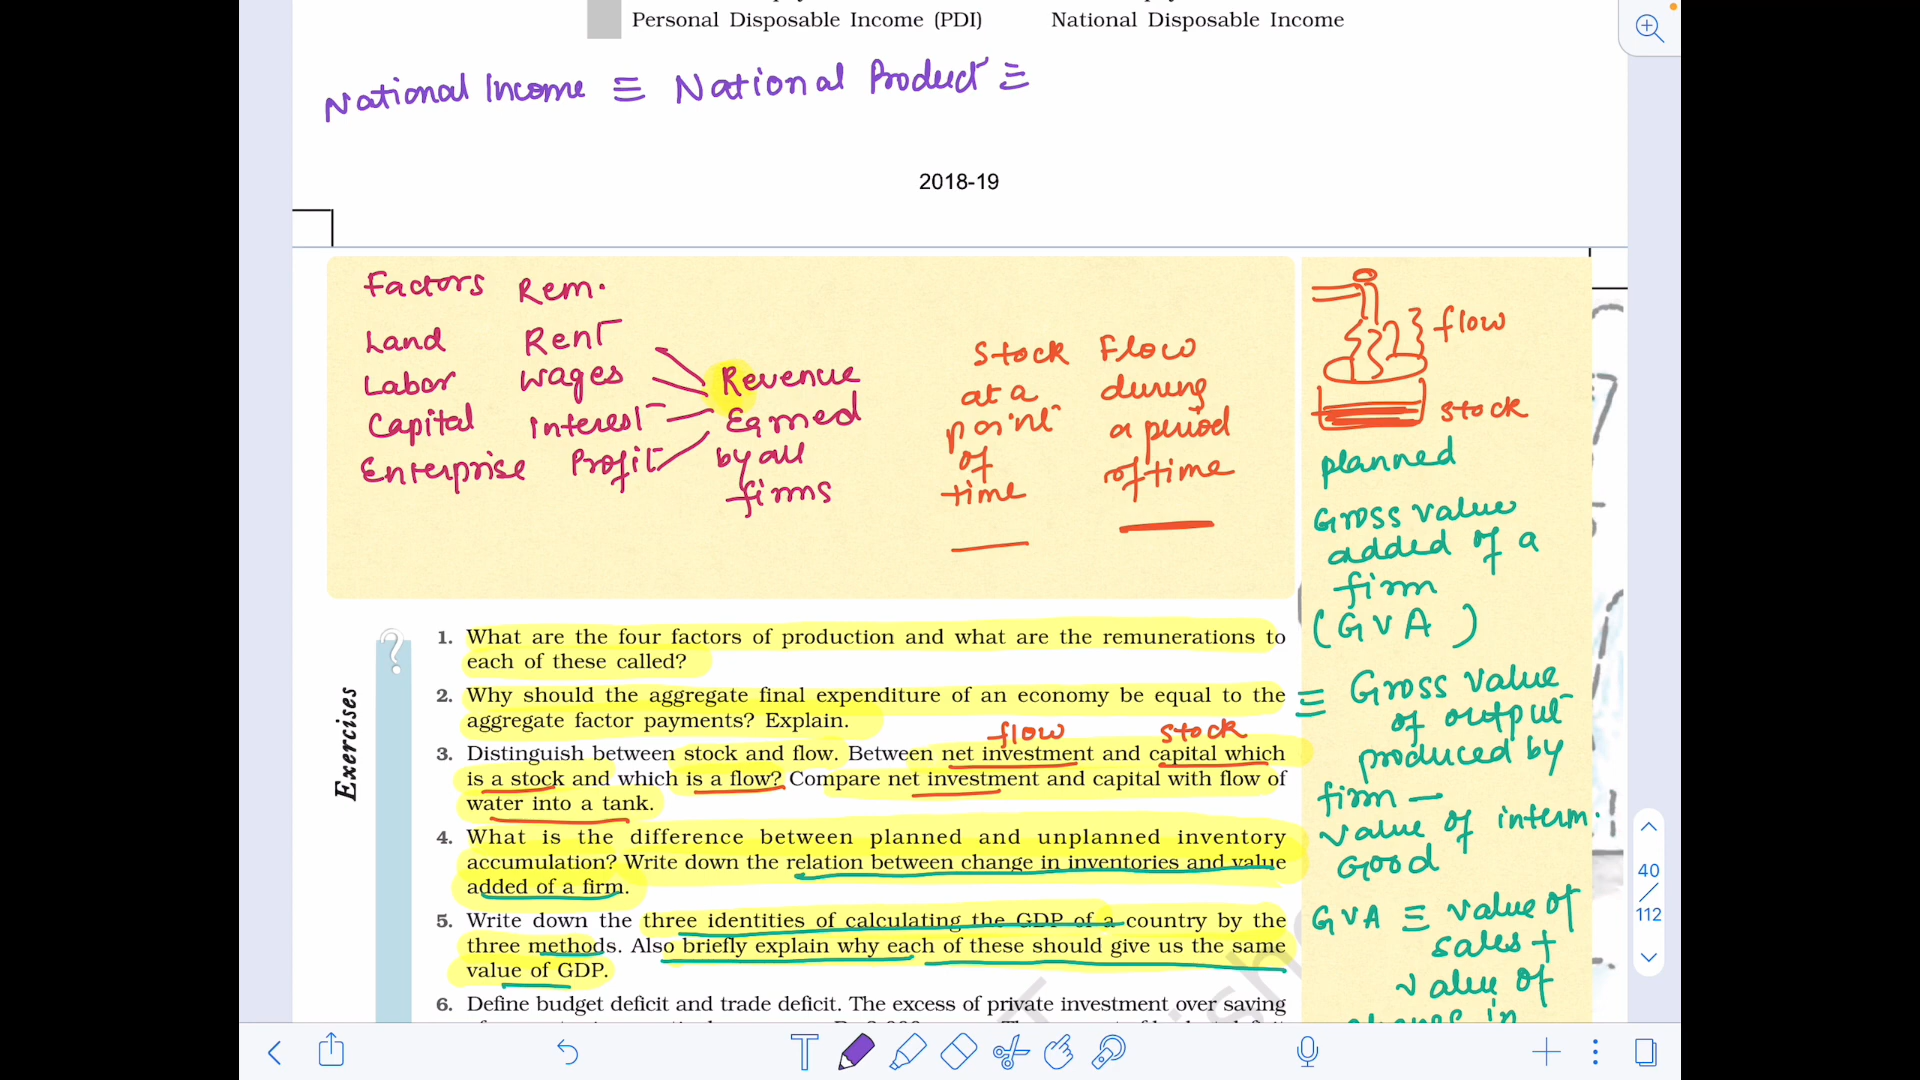 Personal Disposable Income (PDI) National Disposable Income
National Income ≡ National Product ≡
2018-19
Factors Rem.
Land Rent
Labor Wages
Capital Interest
Enterprise Profit
Revenue
Earned
by all
firms
Stock
at a
point
of
time
Flow
during
a period
of time
flow
stock
planned
Gross value
added of a
firm
(GVA)
≡ Gross value
of output
produced by
firm —
value of interm.
Good
GVA ≡ value of
sales +
value of
change in
Exercises
?
1. What are the four factors of production and what are the remunerations to
each of these called?
2. Why should the aggregate final expenditure of an economy be equal to the
aggregate factor payments? Explain.
flow stock
3. Distinguish between stock and flow. Between net investment and capital which
is a stock and which is a flow? Compare net investment and capital with flow of
water into a tank.
4. What is the difference between planned and unplanned inventory
accumulation? Write down the relation between change in inventories and value
added of a firm.
5. Write down the three identities of calculating the GDP of a country by the
three methods. Also briefly explain why each of these should give us the same
value of GDP.
6. Define budget deficit and trade deficit. The excess of private investment over saving
40
112
T